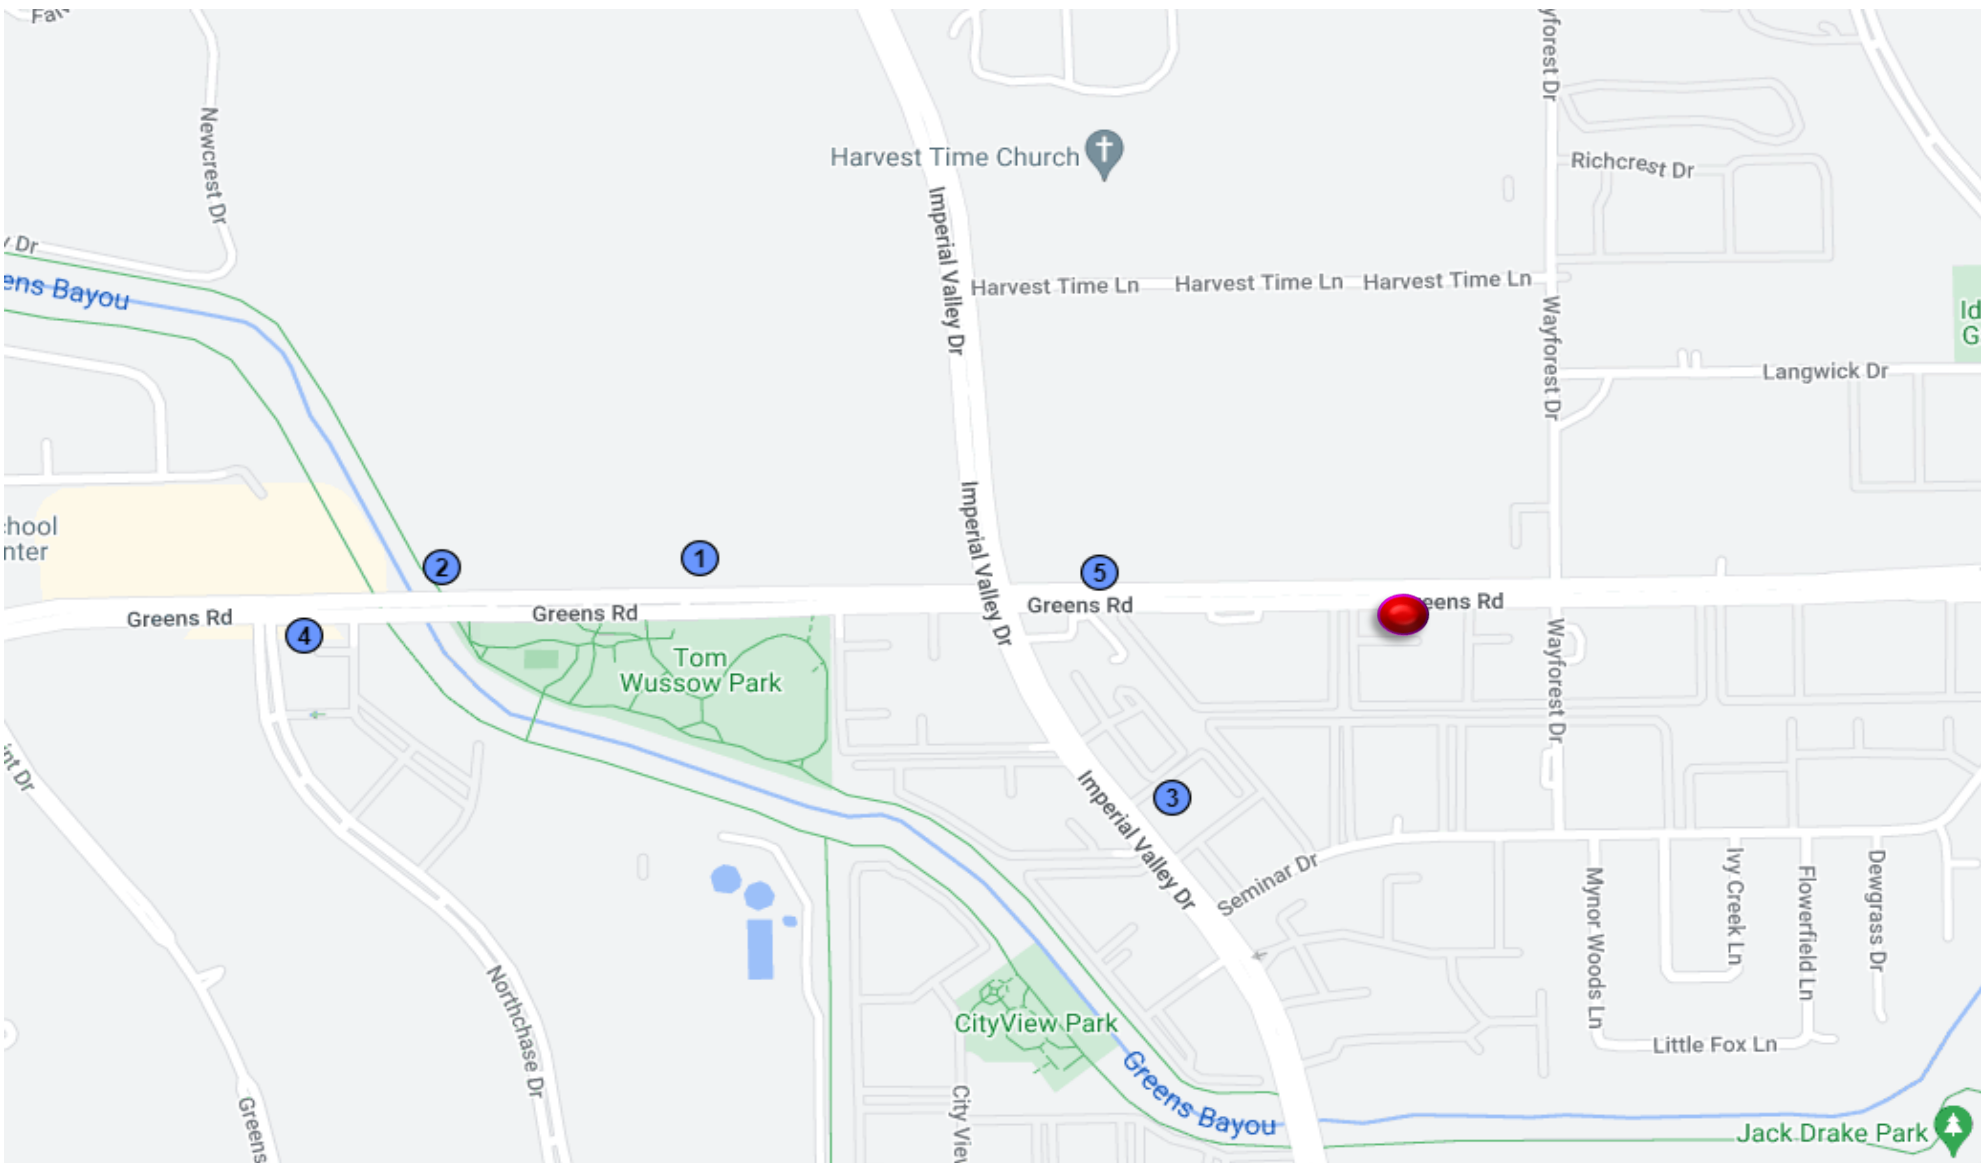 Newcrest Dr
Harvest Time Church
Imperial Valley Dr
Harvest Time Ln
Harvest Time Ln
Harvest Time Ln
Richcrest Dr
Wayforest Dr
Langwick Dr
Dr
Bayou
Imperial Valley Dr
2
1
5
4
Greens Rd
Greens Rd
Greens Rd
Rd
Tom
Wussow Park
Wayforest Dr
3
Imperial Valley Dr
Seminar Dr
Mynor Woods Ln
Ivy Creek Ln
Flowerfield Ln
Dewgrass Dr
Little Fox Ln
Northchase Dr
CityView Park
Greens Bayou
Greens
Jack Drake Park